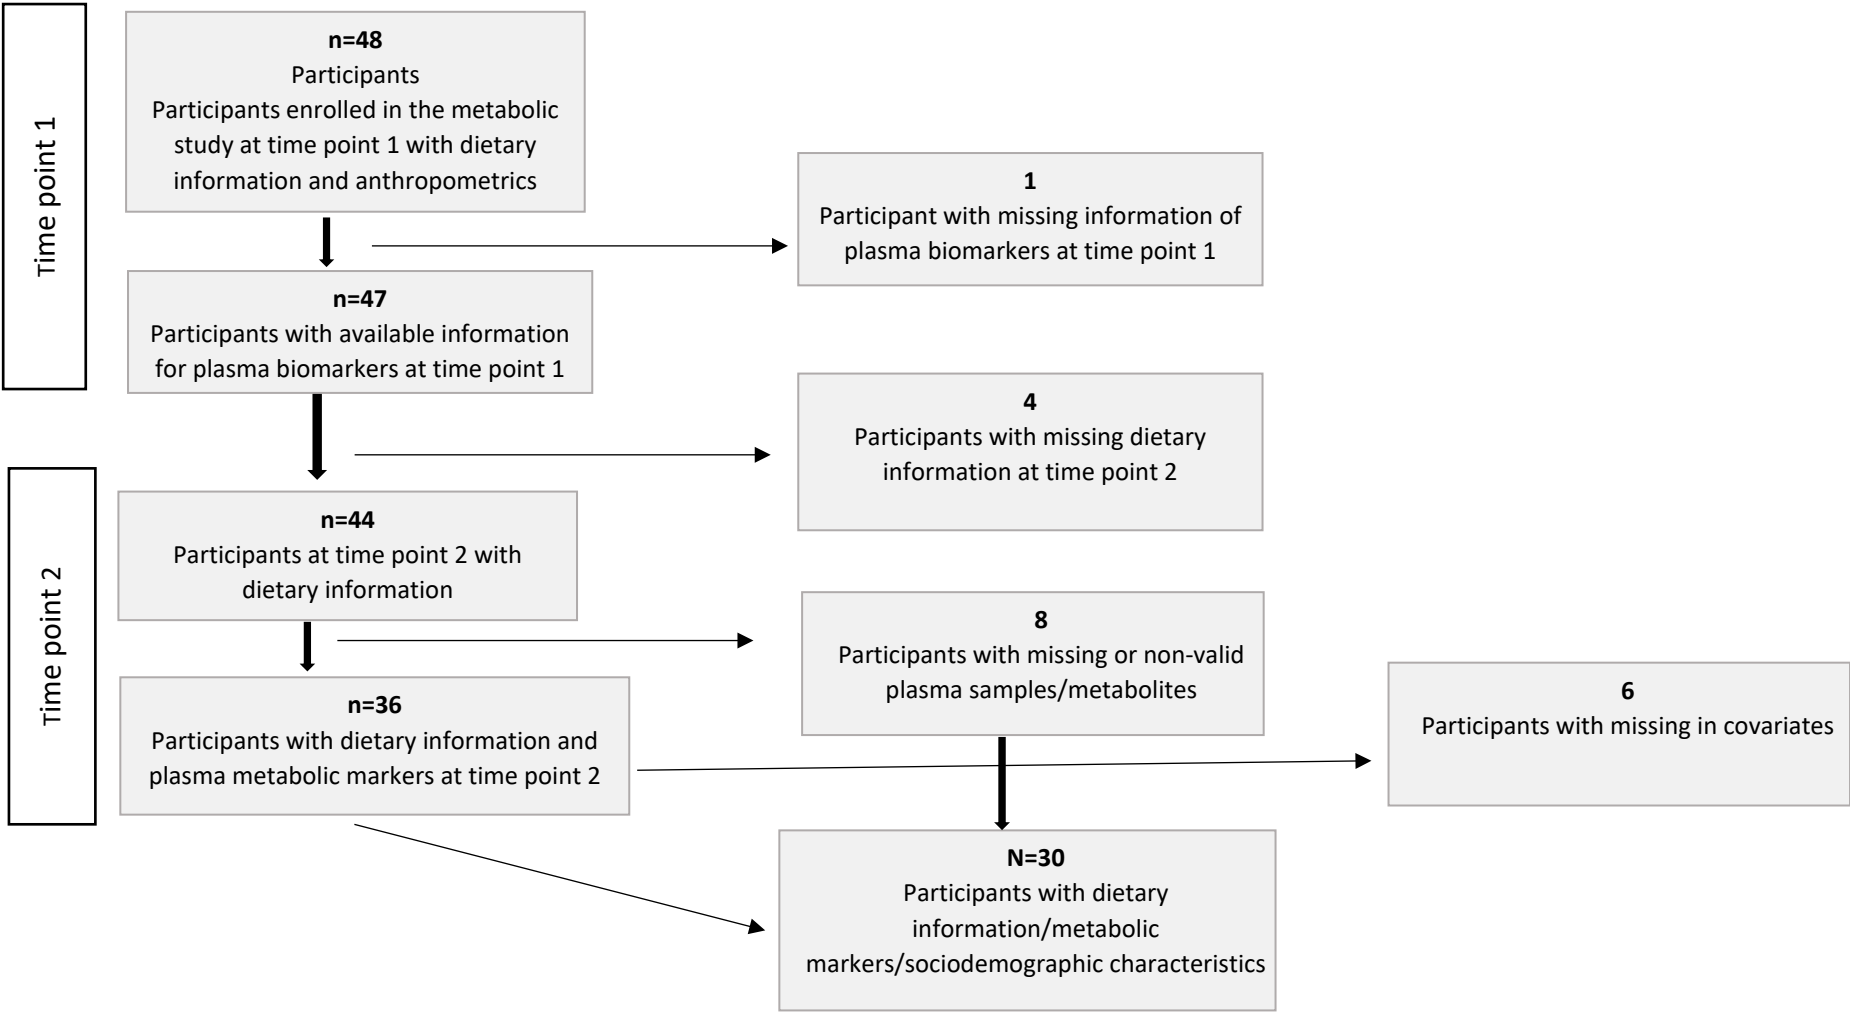 Time point 1
n=48
Participants
Participants enrolled in the metabolic
study at time point 1 with dietary
information and anthropometrics
1
Participant with missing information of
plasma biomarkers at time point 1
n=47
Participants with available information
for plasma biomarkers at time point 1
4
Participants with missing dietary
information at time point 2
Time point 2
n=44
Participants at time point 2 with
dietary information
8
Participants with missing or non-valid
plasma samples/metabolites
n=36
Participants with dietary information and
plasma metabolic markers at time point 2
6
Participants with missing in covariates
N=30
Participants with dietary
information/metabolic
markers/sociodemographic characteristics